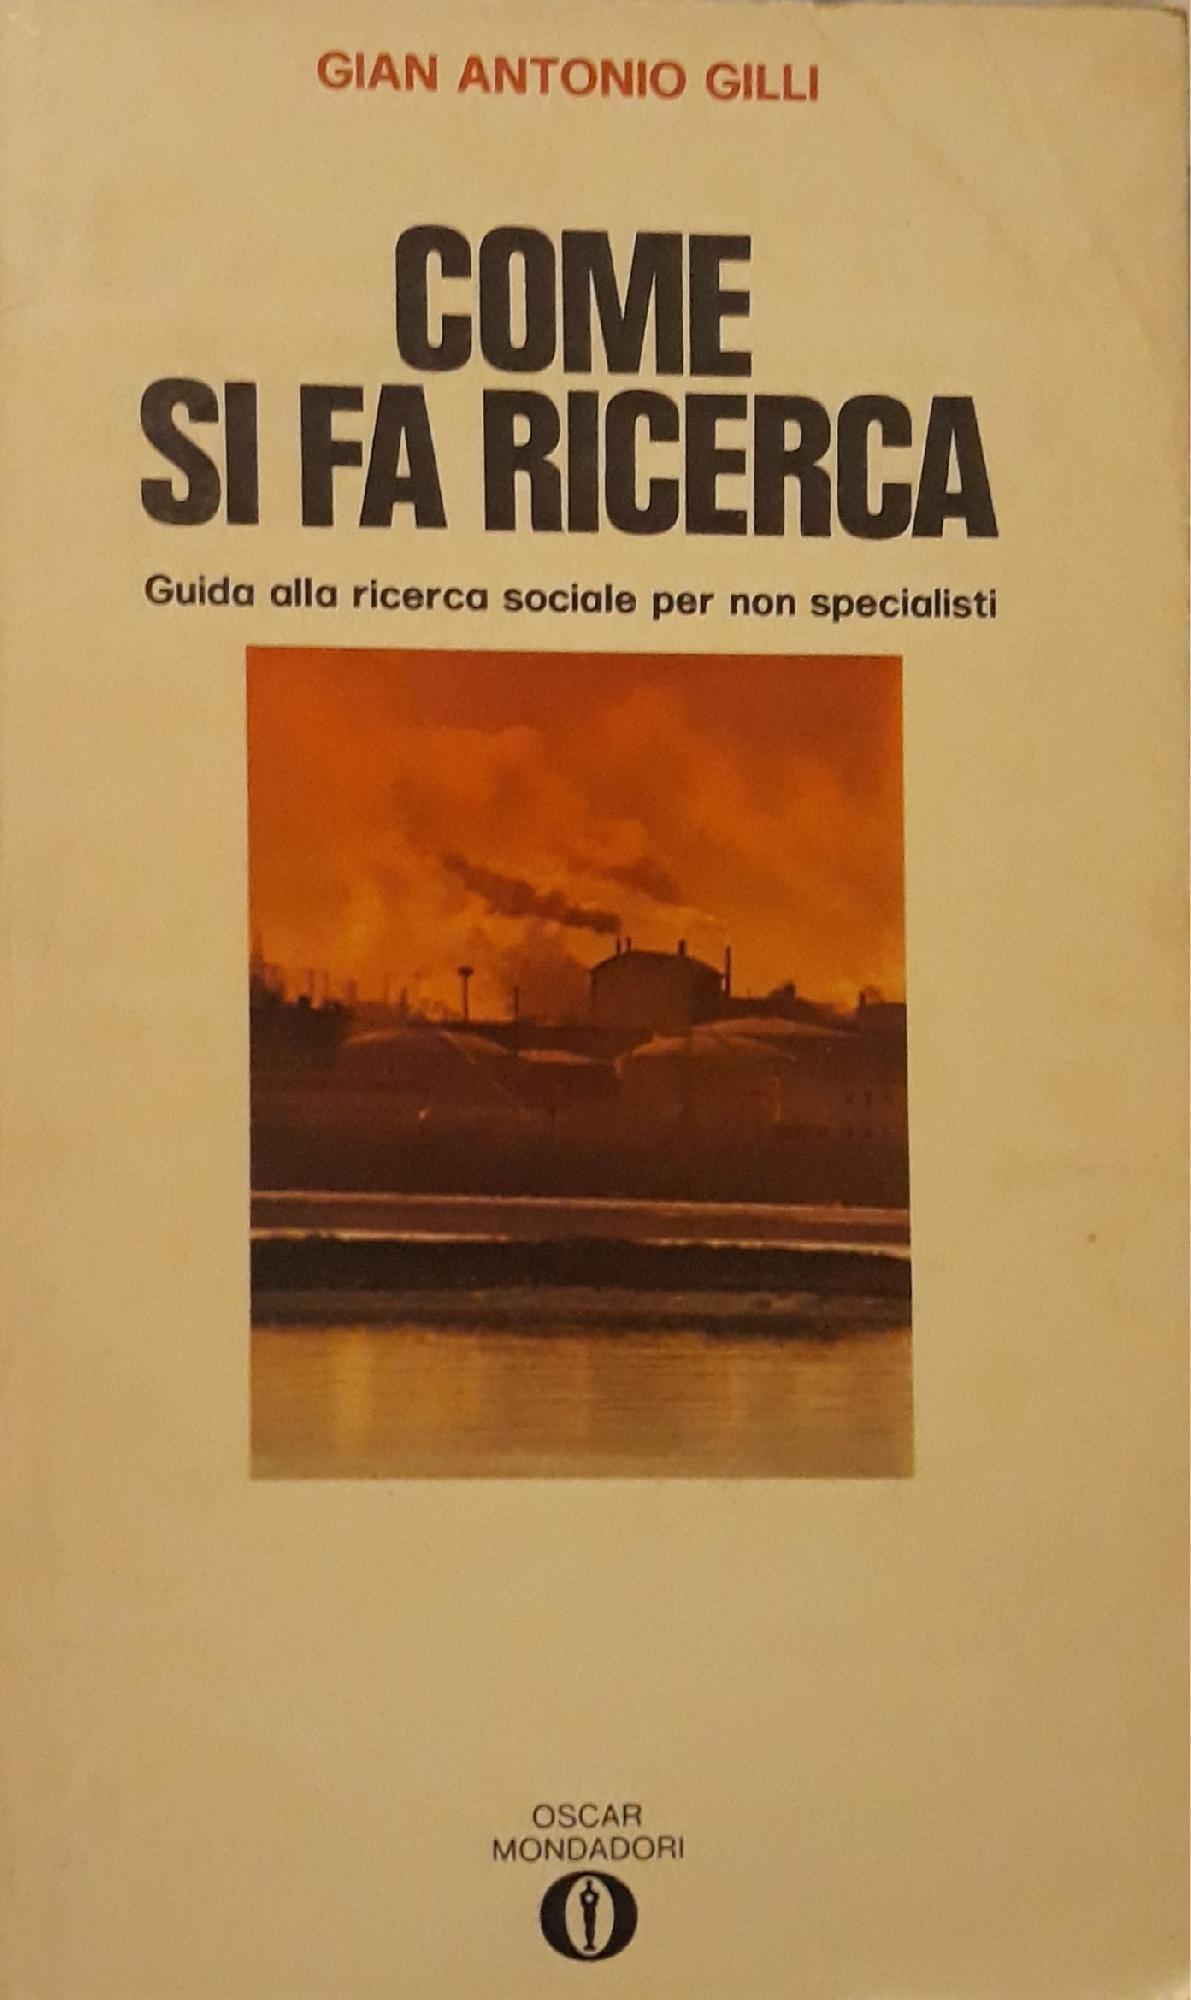 GIAN ANTONIO GILLI
COME
SI FA RICERCA
Guida alla ricerca sociale per non specialisti
OSCAR
MONDADORI